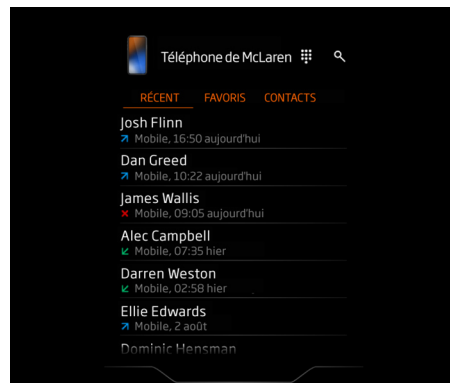 Téléphone de McLaren
RÉCENT FAVORIS CONTACTS
Josh Flinn
Mobile, 16:50 aujourd'hui
Dan Greed
Mobile, 10:22 aujourd'hui
James Wallis
Mobile, 09:05 aujourd'hui
Alec Campbell
Mobile, 07:35 hier
Darren Weston
Mobile, 02:58 hier
Ellie Edwards
Mobile, 2 août
Dominic Hensman